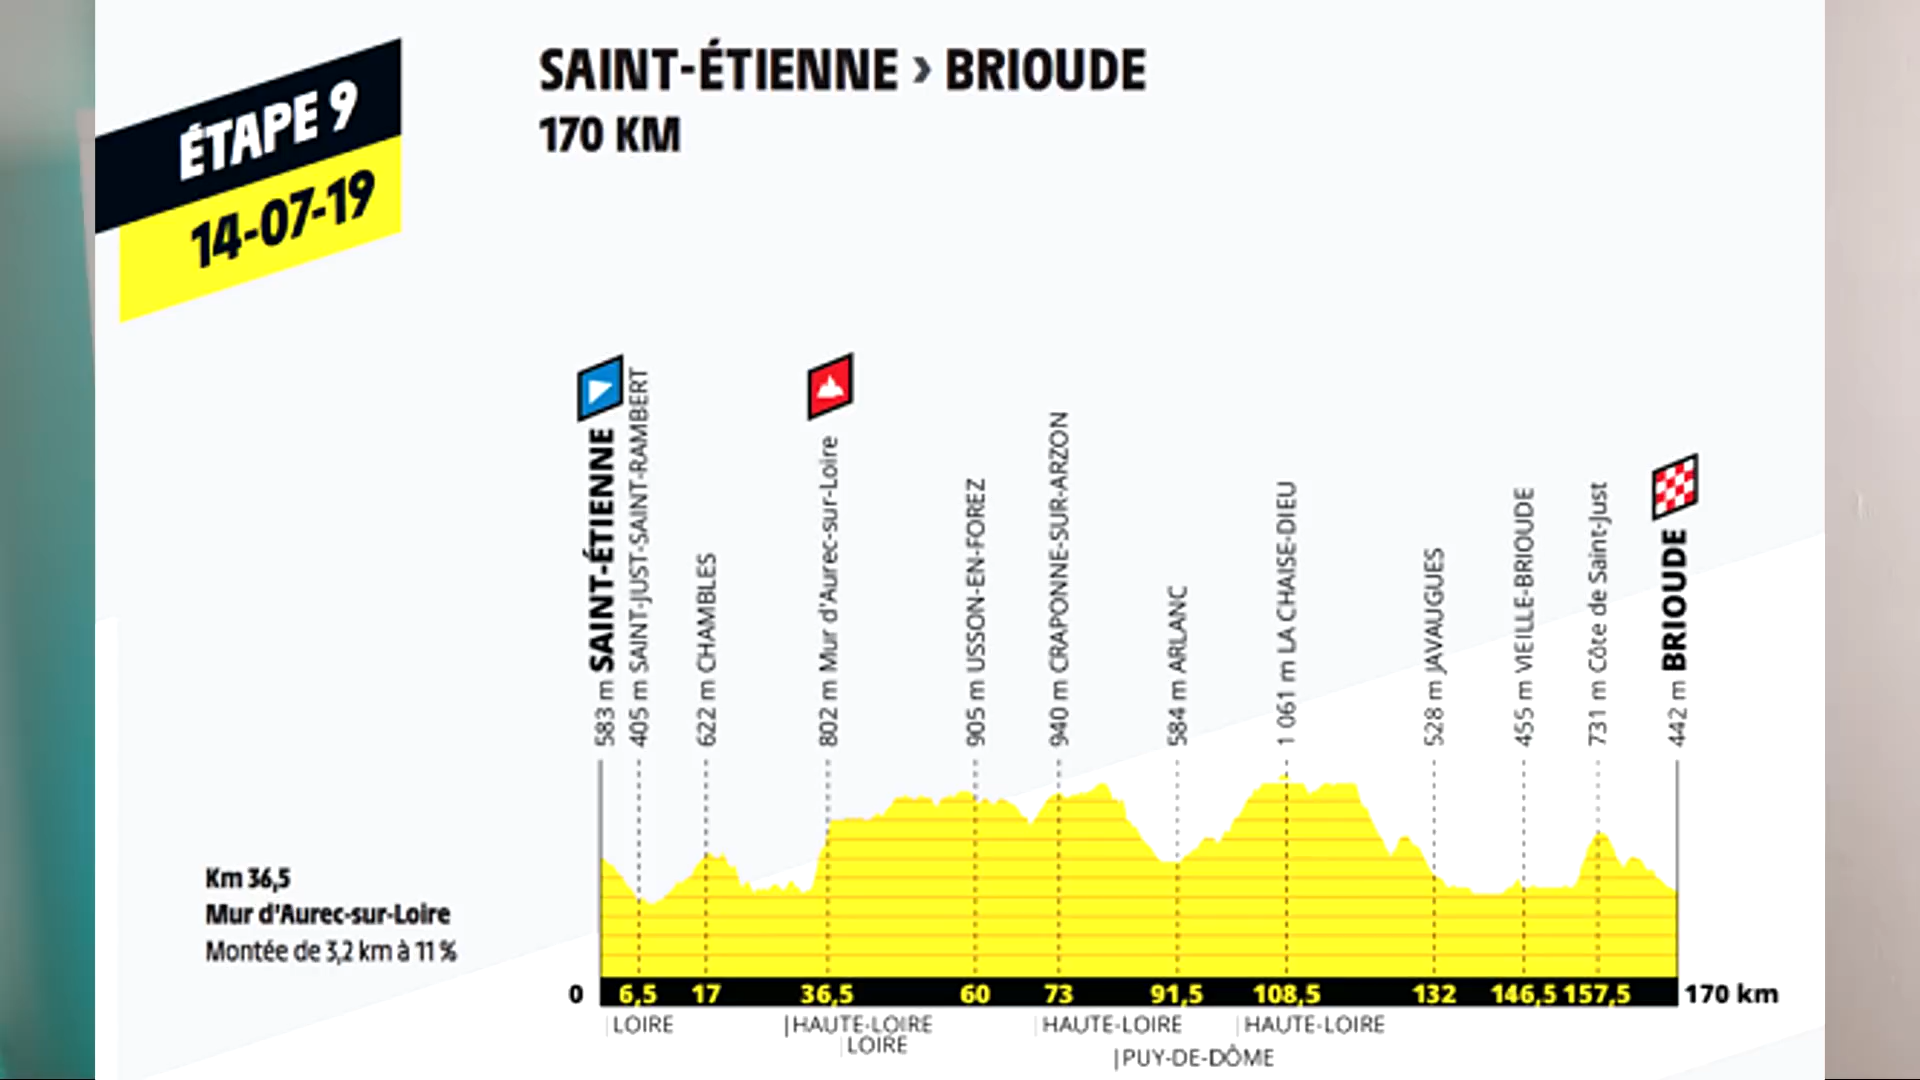 ÉTAPE 9
14-07-19
SAINT-ÉTIENNE › BRIOUDE
170 KM
583 m SAINT-ÉTIENNE
405 m SAINT-JUST-SAINT-RAMBERT
622 m CHAMBLES
802 m Mur d'Aurec-sur-Loire
905 m USSON-EN-FOREZ
940 m CRAPONNE-SUR-ARZON
584 m ARLANC
1 061 m LA CHAISE-DIEU
528 m JAVAUGUES
455 m VIEILLE-BRIOUDE
731 m Côte de Saint-Just
442 m BRIOUDE
Km 36,5
Mur d'Aurec-sur-Loire
Montée de 3,2 km à 11 %
0 6,5 17 36,5 60 73 91,5 108,5 132 146,5 157,5 170 km
|LOIRE |HAUTE-LOIRE |HAUTE-LOIRE |HAUTE-LOIRE
|LOIRE
|PUY-DE-DÔME